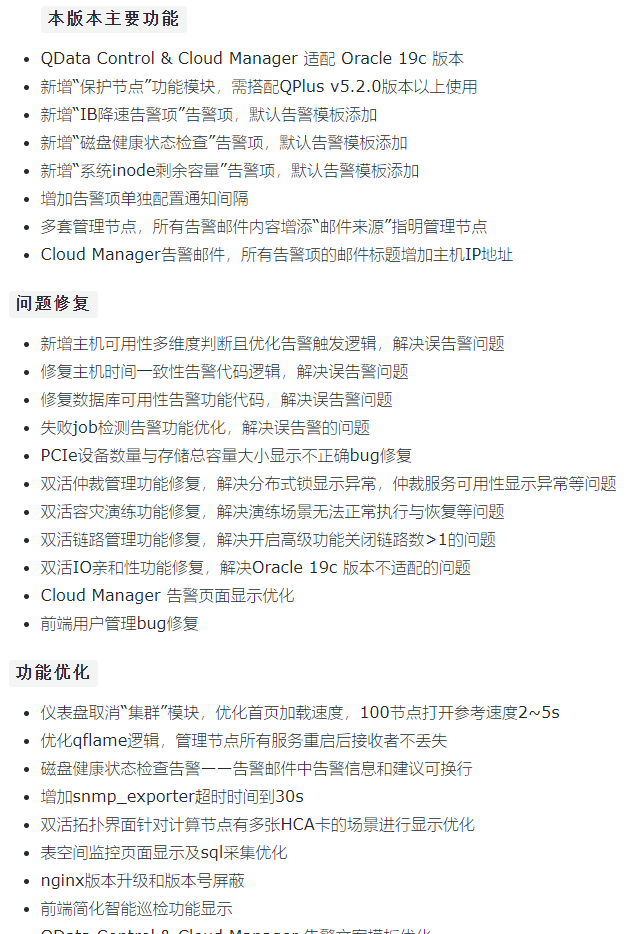 本版本主要功能
QData Control & Cloud Manager 适配 Oracle 19c 版本
新增“保护节点”功能模块，需搭配QPlus v5.2.0版本以上使用
新增“IB降速告警项”告警项，默认告警模板添加
新增“磁盘健康状态检查”告警项，默认告警模板添加
新增“系统inode剩余容量”告警项，默认告警模板添加
增加告警项单独配置通知间隔
多套管理节点，所有告警邮件内容增添“邮件来源”指明管理节点
Cloud Manager告警邮件，所有告警项的邮件标题增加主机IP地址
问题修复
新增主机可用性多维度判断且优化告警触发逻辑，解决误告警问题
修复主机时间一致性告警代码逻辑，解决误告警问题
修复数据库可用性告警功能代码，解决误告警问题
失败job检测告警功能优化，解决误告警的问题
PCIe设备数量与存储总容量大小显示不正确bug修复
双活仲裁管理功能修复，解决分布式锁显示异常，仲裁服务可用性显示异常等问题
双活容灾演练功能修复，解决演练场景无法正常执行与恢复等问题
双活链路管理功能修复，解决开启高级功能关闭链路数>1的问题
双活IO亲和性功能修复，解决Oracle 19c 版本不适配的问题
Cloud Manager 告警页面显示优化
前端用户管理bug修复
功能优化
仪表盘取消“集群”模块，优化首页加载速度，100节点打开参考速度2~5s
优化qflame逻辑，管理节点所有服务重启后接收者不丢失
磁盘健康状态检查告警——告警邮件中告警信息和建议可换行
增加snmp_exporter超时时间到30s
双活拓扑界面针对计算节点有多张HCA卡的场景进行显示优化
表空间监控页面显示及sql采集优化
nginx版本升级和版本号屏蔽
前端简化智能巡检功能显示
QData Control & Cloud Manager 告警文案模板优化